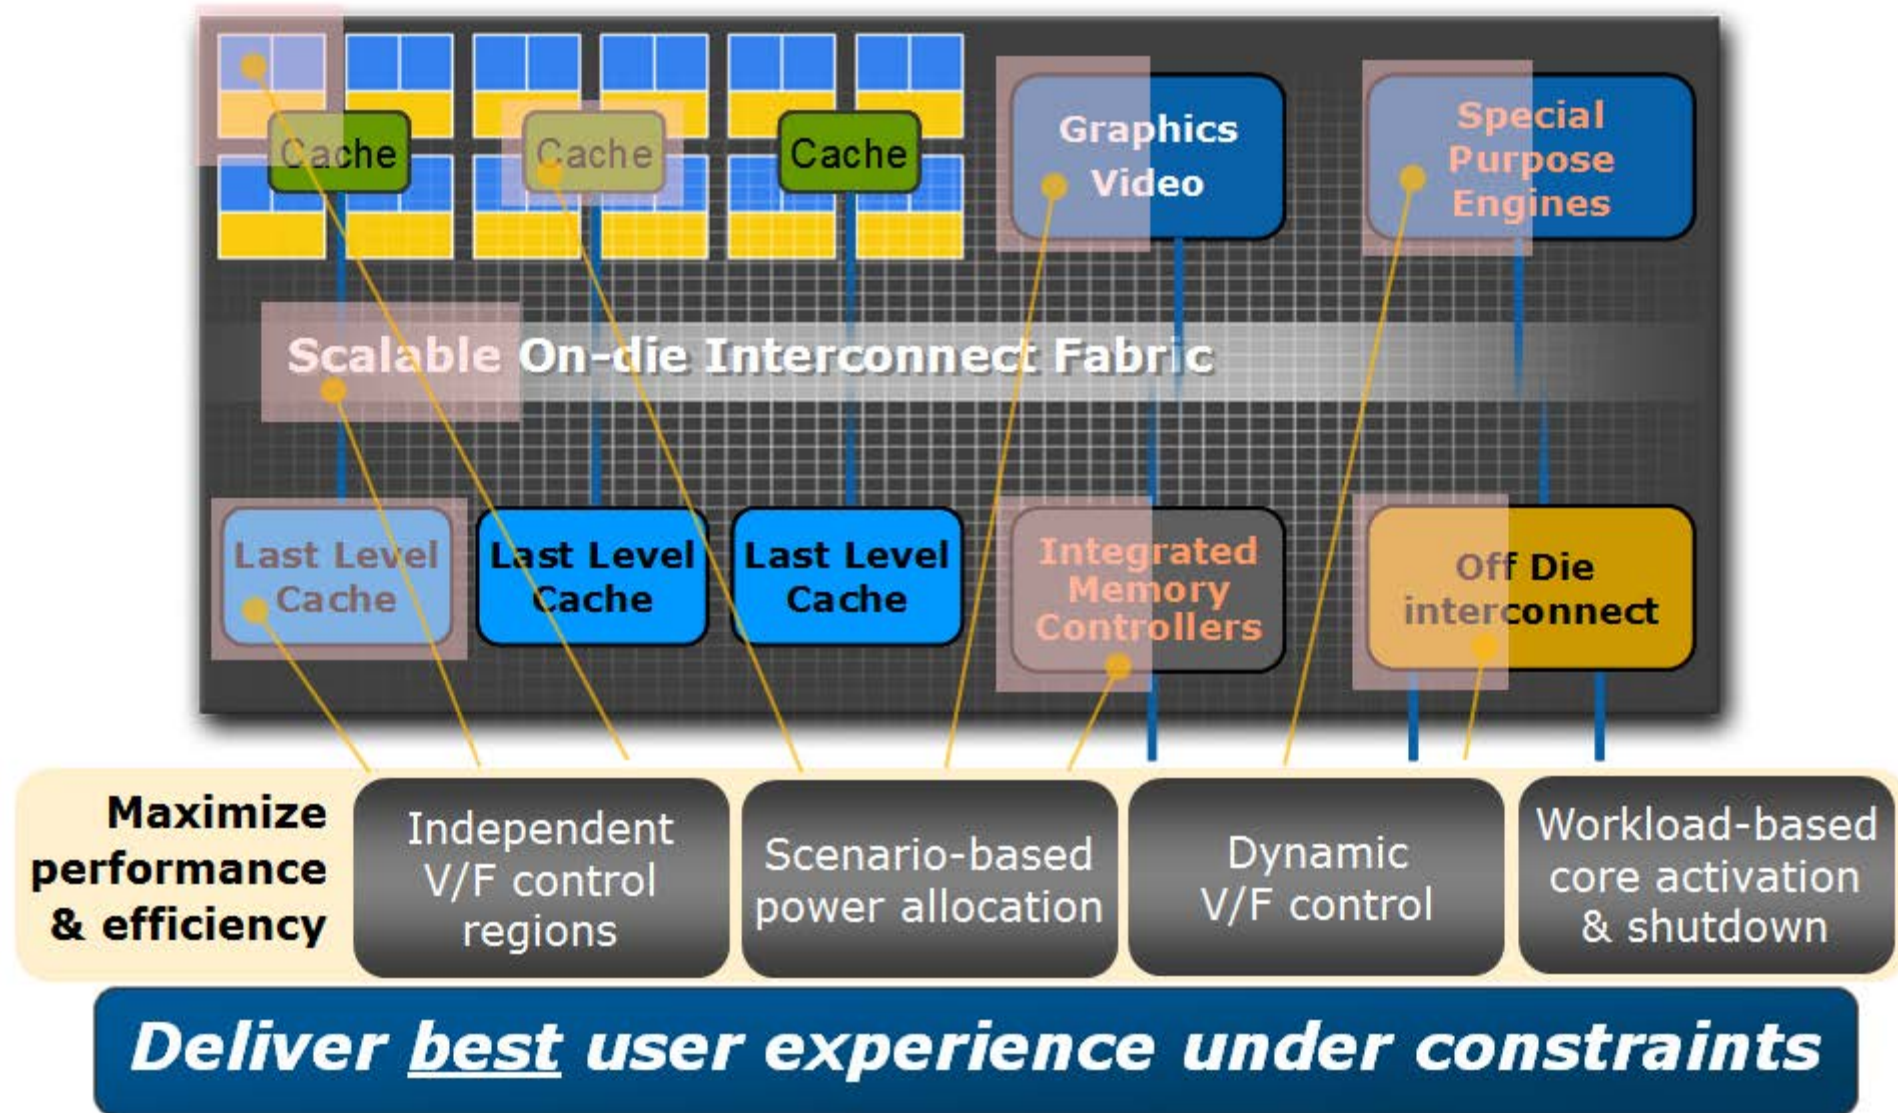 Cache
Cache
Cache
Graphics
Video
Special
Purpose
Engines
Scalable On-die Interconnect Fabric
Last Level
Cache
Last Level
Cache
Last Level
Cache
Integrated
Memory
Controllers
Off Die
interconnect
Maximize
performance
& efficiency
Independent
V/F control
regions
Scenario-based
power allocation
Dynamic
V/F control
Workload-based
core activation
& shutdown
Deliver best user experience under constraints